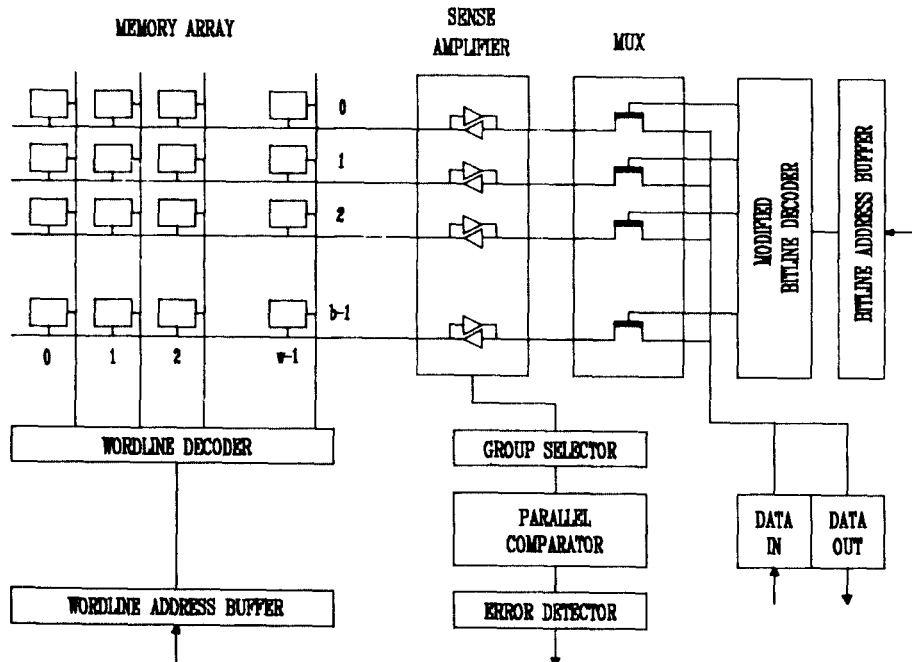 MEMORY ARRAY
SENSE
AMPLIFIER
MUX
0
1
2
b-1
0 1 2 w-1
MODIFIED
BITLINE DECODER
BITLINE ADDRESS BUFFER
WORDLINE DECODER
GROUP SELECTOR
PARALLEL
COMPARATOR
DATA
IN
DATA
OUT
WORDLINE ADDRESS BUFFER
ERROR DETECTOR